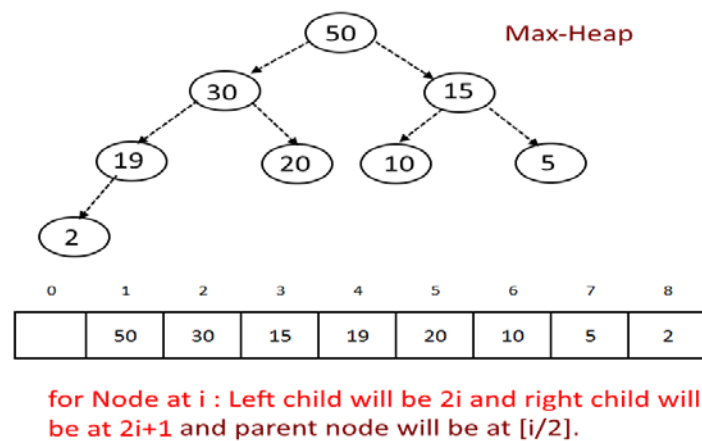 50
Max-Heap
30
15
19
20
10
5
2
0 1 2 3 4 5 6 7 8
50 30 15 19 20 10 5 2
for Node at i : Left child will be 2i and right child will
be at 2i+1 and parent node will be at [i/2].